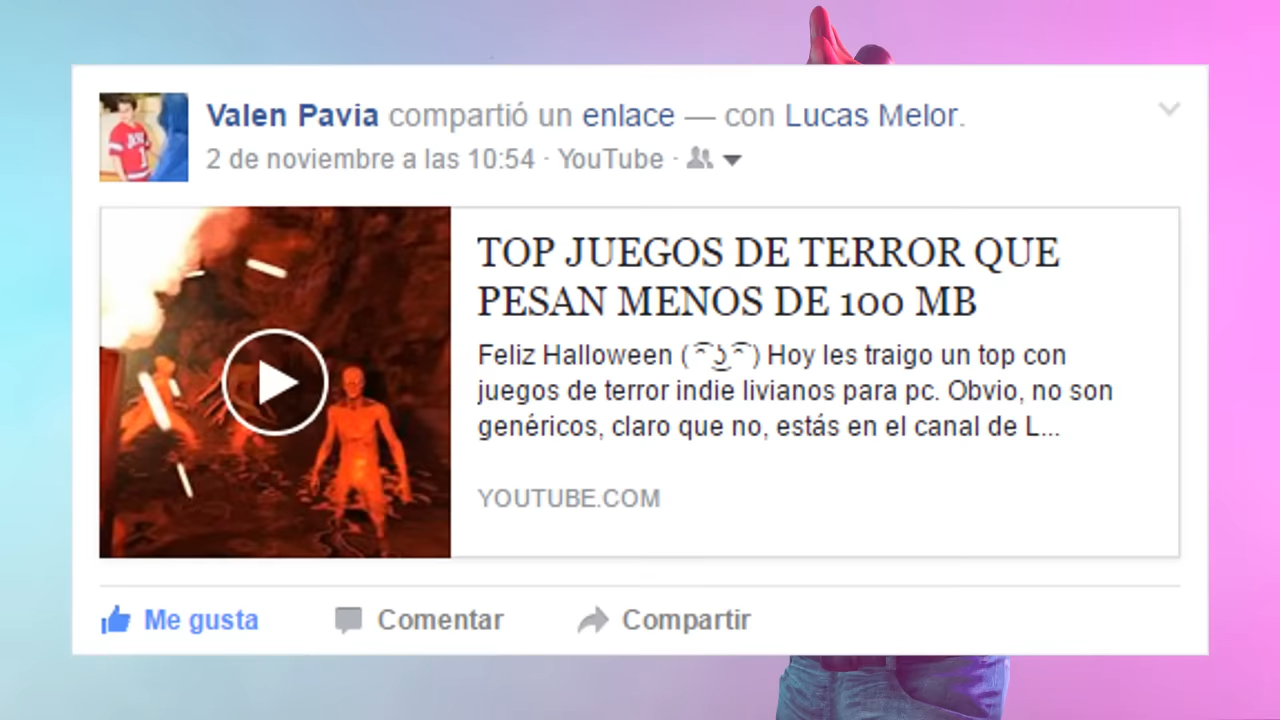 Valen Pavia compartió un enlace — con Lucas Melor.
2 de noviembre a las 10:54 · YouTube ·
TOP JUEGOS DE TERROR QUE
PESAN MENOS DE 100 MB
Feliz Halloween ( ͡° ͜ʖ ͡°) Hoy les traigo un top con
juegos de terror indie livianos para pc. Obvio, no son
genéricos, claro que no, estás en el canal de L...
YOUTUBE.COM
Me gusta Comentar Compartir